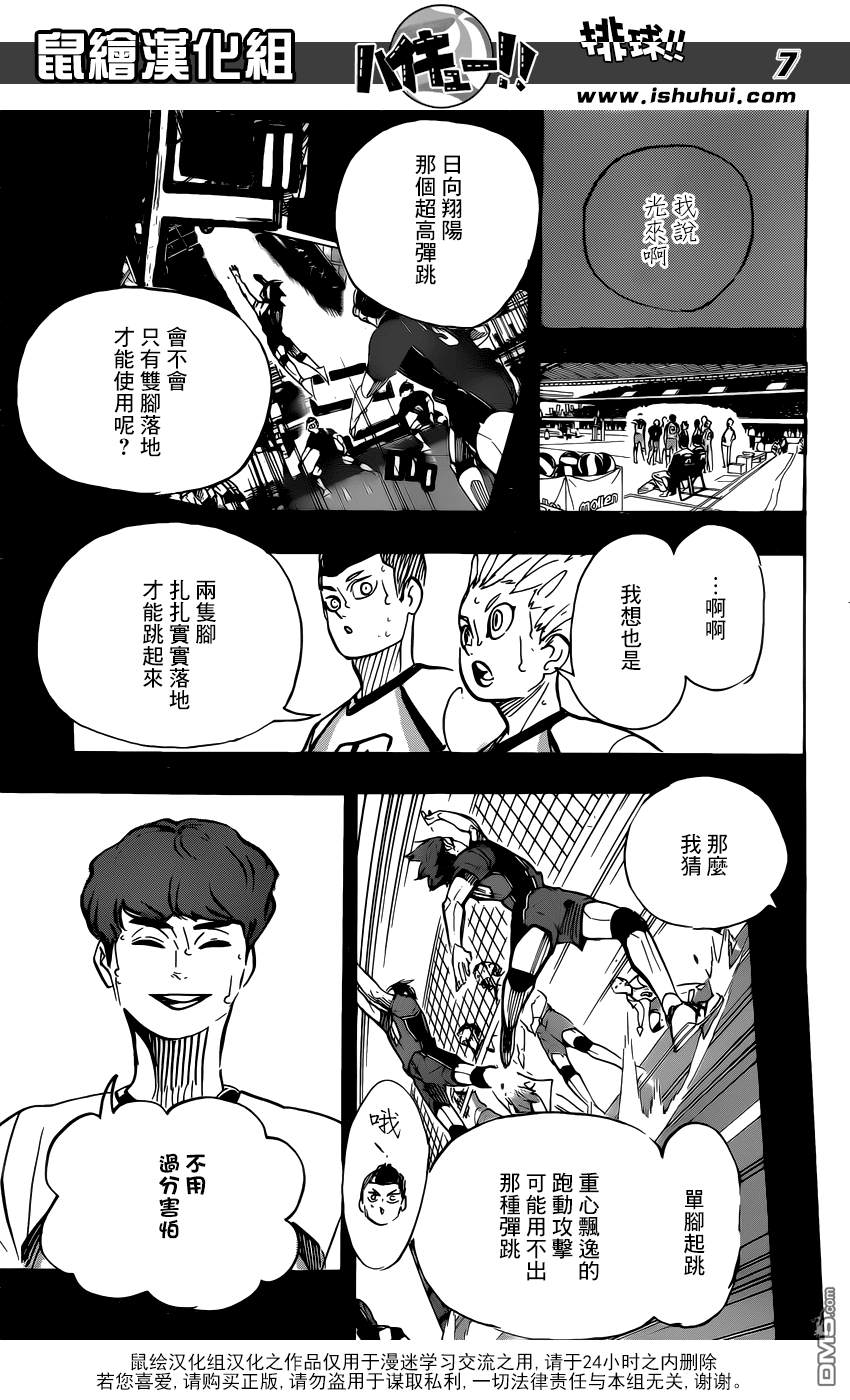 鼠繪漢化組
ハイキュー!!
排球!!
7
www.ishuhui.com
我說
光來啊
日向翔陽
那個超高彈跳
會不會
只有雙腳落地
才能使用呢?
molten
…啊啊
我想也是
兩隻腳
扎扎實實落地
才能跳起來
那麼
我猜
單腳起跳
重心飄逸的
跑動攻擊
可能用不出
那種彈跳
哦
不用
過分害怕
DM5.com
鼠绘汉化组汉化之作品仅用于漫迷学习交流之用, 请于24小时之内删除
若您喜爱, 请购买正版, 请勿盗用于谋取私利, 一切法律责任与本组无关, 谢谢。